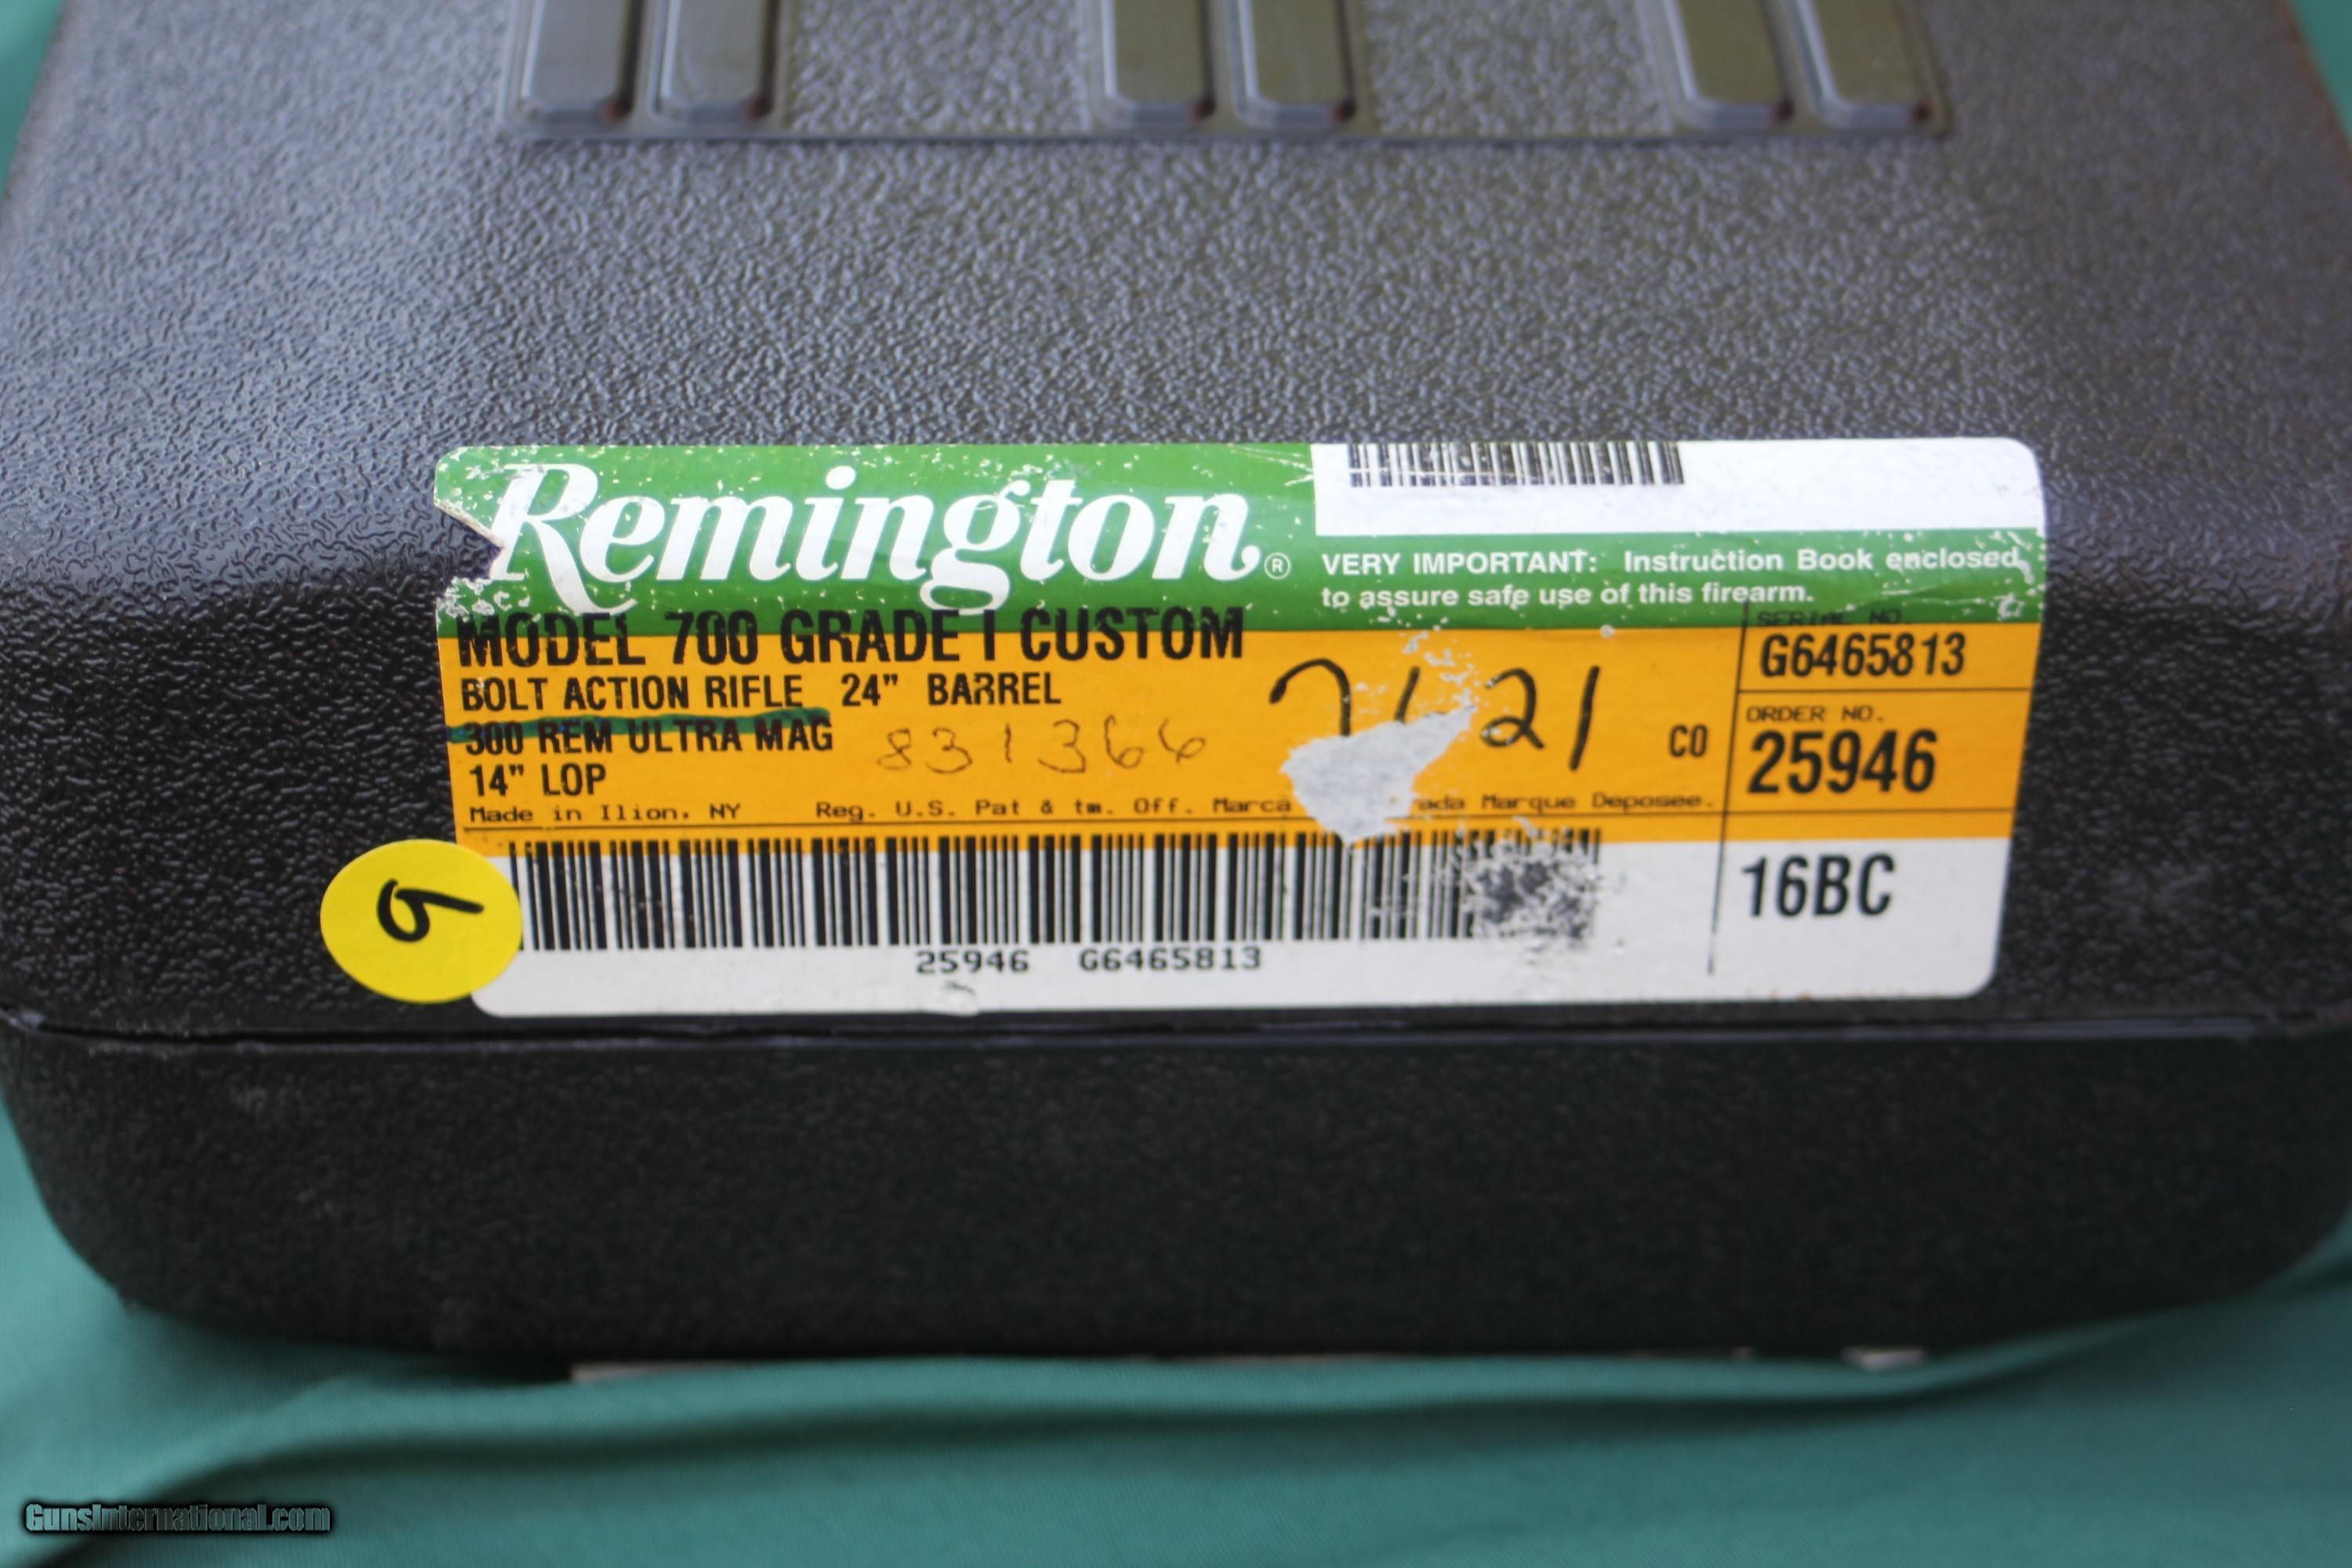 Remington®
VERY IMPORTANT: Instruction Book enclosed
to assure safe use of this firearm.
MODEL 700 GRADE I CUSTOM
SERIAL NO.
G6465813
BOLT ACTION RIFLE 24" BARREL
300 REM ULTRA MAG
831366
7 21
CO
ORDER NO.
25946
14" LOP
Made in Ilion, NY Reg. U.S. Pat & tm. Off. Marca Marque Deposee.
16BC
9
25946 G6465813
GunsInternational.com